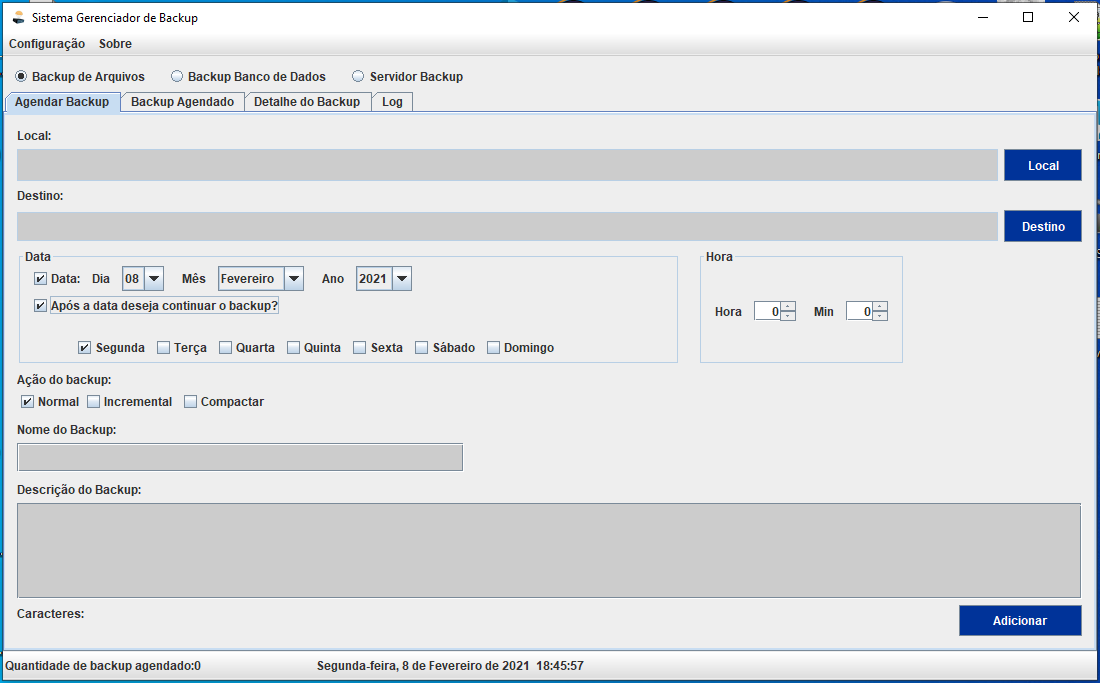 Sistema Gerenciador de Backup
Configuração Sobre
Backup de Arquivos Backup Banco de Dados Servidor Backup
Agendar Backup Backup Agendado Detalhe do Backup Log
Local:
Local
Destino:
Destino
Data Hora
Data: Dia 08 Mês Fevereiro Ano 2021
Após a data deseja continuar o backup?
Hora 0 Min 0
Segunda Terça Quarta Quinta Sexta Sábado Domingo
Ação do backup:
Normal Incremental Compactar
Nome do Backup:
Descrição do Backup:
Caracteres:
Adicionar
Quantidade de backup agendado:0 Segunda-feira, 8 de Fevereiro de 2021 18:45:57